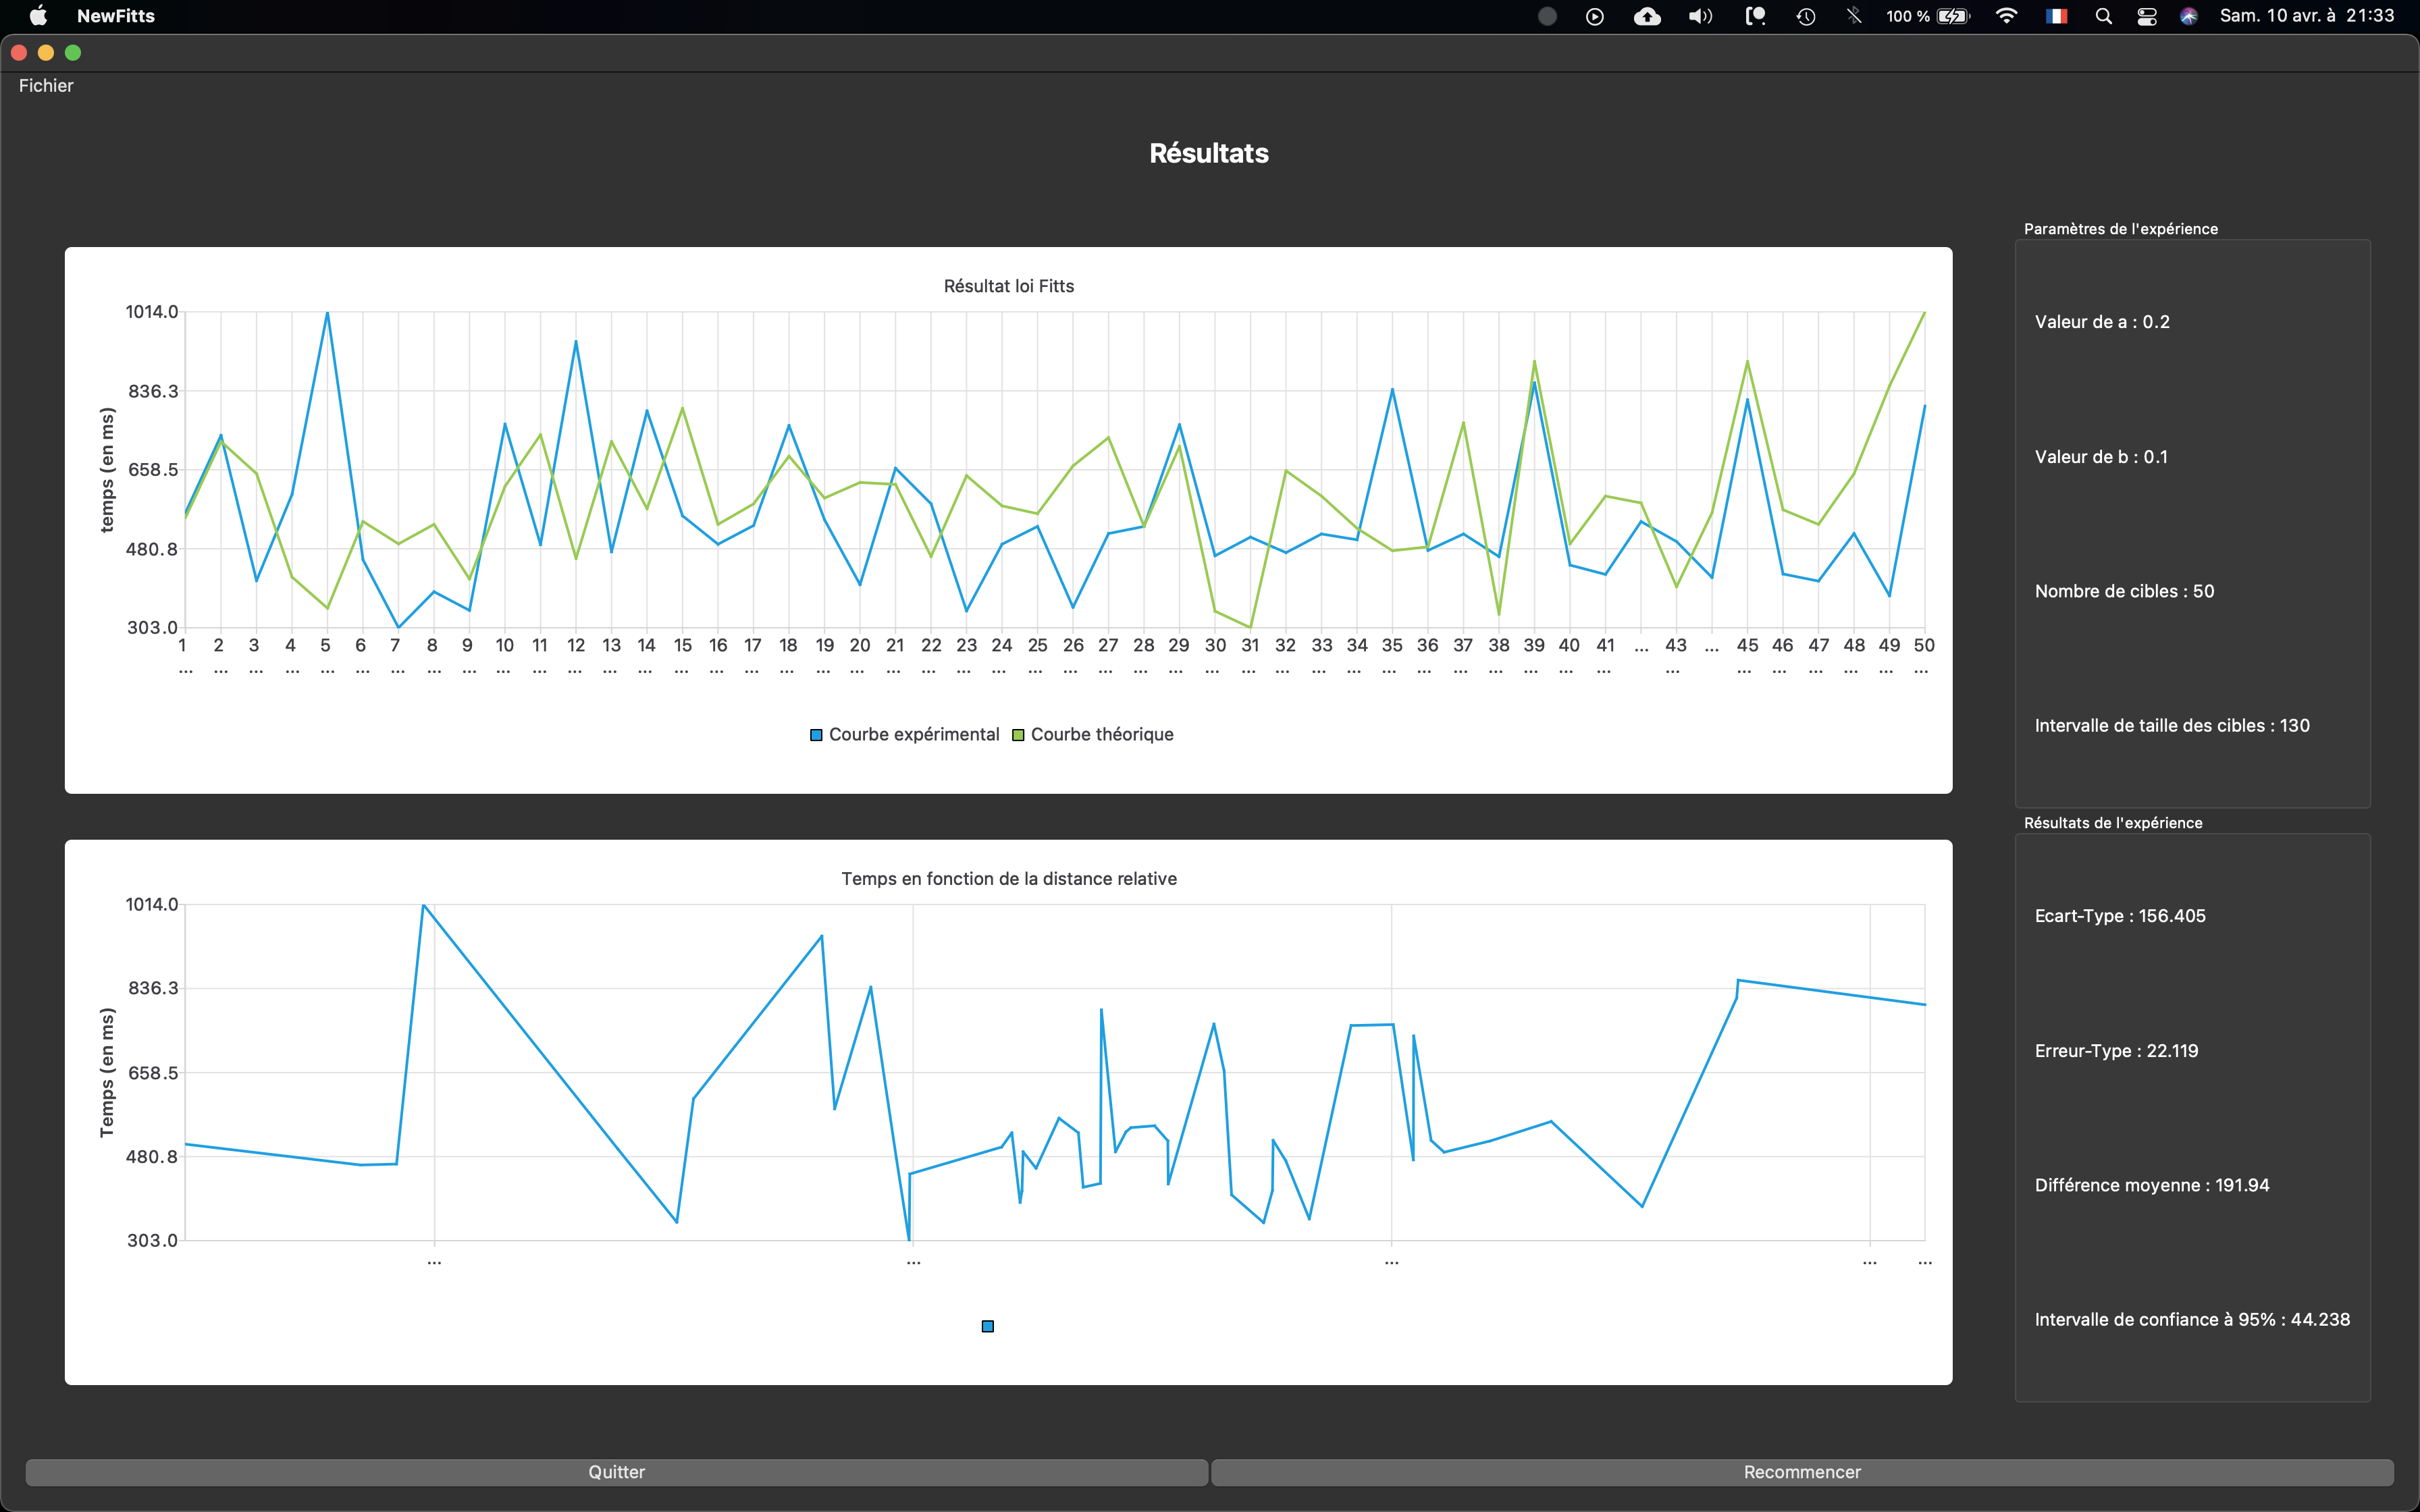 NewFitts
100 %
Sam. 10 avr. à 21:33
Fichier
Résultats
Résultat loi Fitts
temps (en ms)
1014.0
836.3
658.5
480.8
303.0
1 2 3 4 5 6 7 8 9 10 11 12 13 14 15 16 17 18 19 20 21 22 23 24 25 26 27 28 29 30 31 32 33 34 35 36 37 38 39 40 41 ... 43 ... 45 46 47 48 49 50
... ... ... ... ... ... ... ... ... ... ... ... ... ... ... ... ... ... ... ... ... ... ... ... ... ... ... ... ... ... ... ... ... ... ... ... ... ... ... ... ... ... ... ... ... ... ... ...
Courbe expérimental Courbe théorique
Temps en fonction de la distance relative
Temps (en ms)
1014.0
836.3
658.5
480.8
303.0
... ... ... ... ...
Paramètres de l'expérience
Valeur de a : 0.2
Valeur de b : 0.1
Nombre de cibles : 50
Intervalle de taille des cibles : 130
Résultats de l'expérience
Ecart-Type : 156.405
Erreur-Type : 22.119
Différence moyenne : 191.94
Intervalle de confiance à 95% : 44.238
Quitter
Recommencer